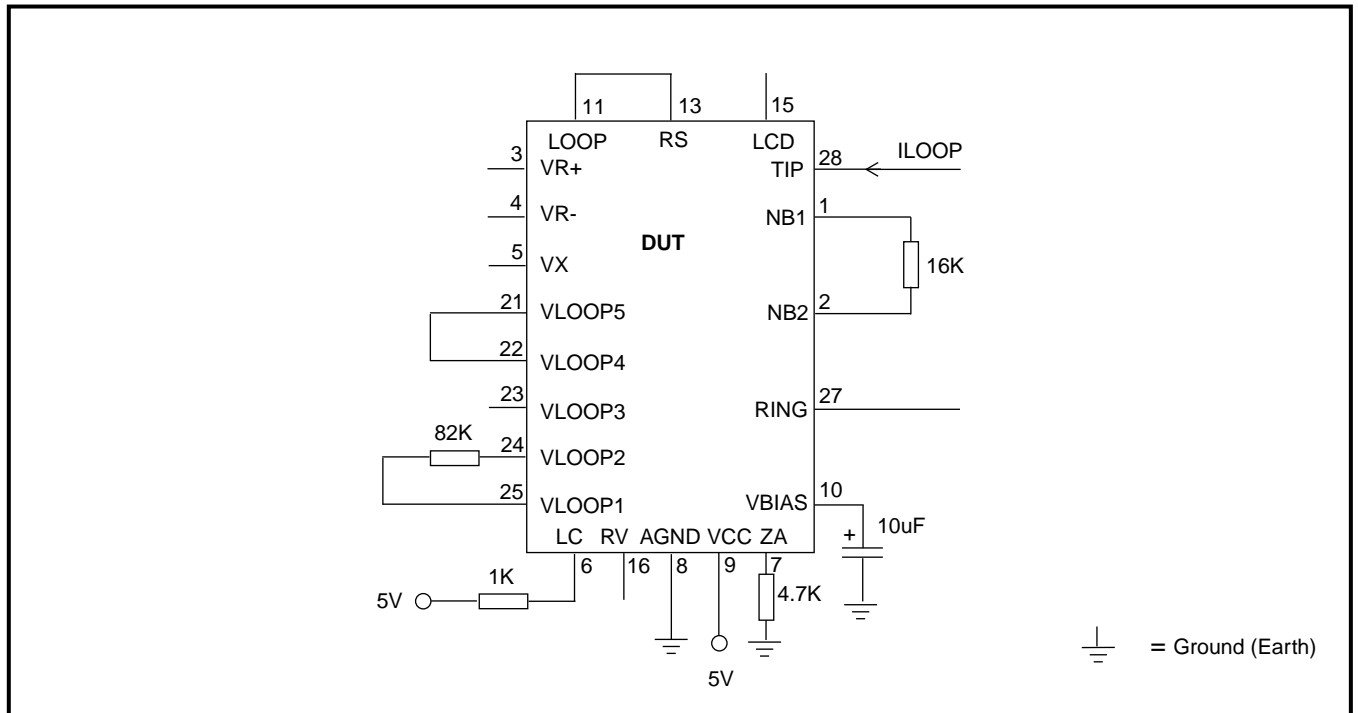 11 13 15
LOOP RS LCD
3 VR+
TIP 28 ILOOP
4 VR-
NB1 1
DUT
5 VX
16K
21 VLOOP5
NB2 2
22 VLOOP4
23 VLOOP3
RING 27
82K 24 VLOOP2
25 VLOOP1
VBIAS 10
+ 10uF
LC RV AGND VCC ZA
6 16 8 9 7
1K
4.7K
5V
5V
= Ground (Earth)